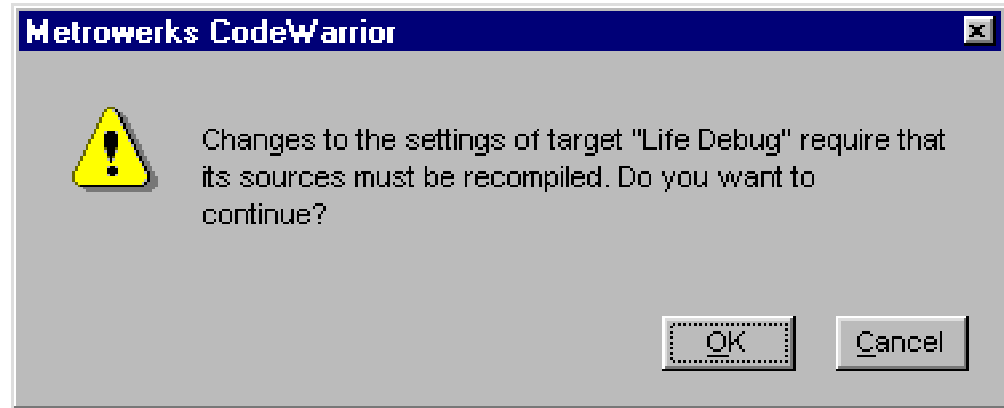 Metrowerks CodeWarrior
Changes to the settings of target "Life Debug" require that
its sources must be recompiled. Do you want to
continue?
OK Cancel